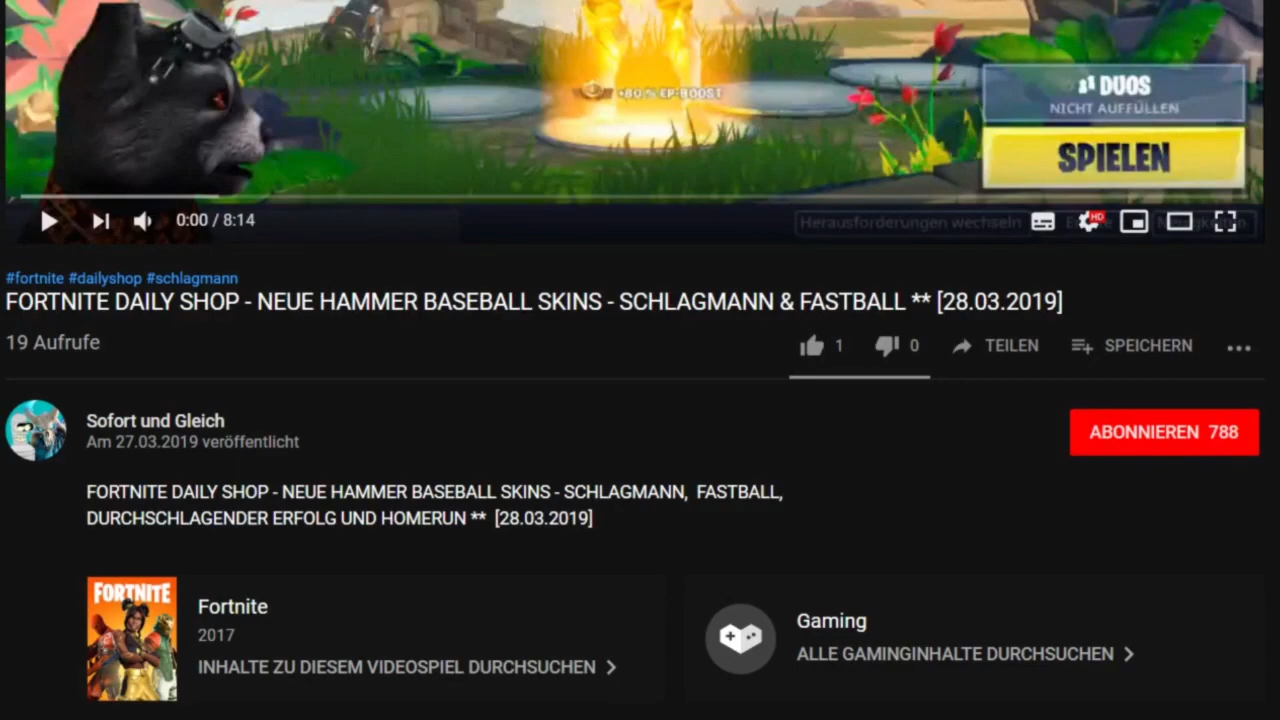 +80 % EP-BOOST
DUOS
NICHT AUFFÜLLEN
SPIELEN
0:00 / 8:14
Herausforderungen wechseln
HD
#fortnite #dailyshop #schlagmann
FORTNITE DAILY SHOP - NEUE HAMMER BASEBALL SKINS - SCHLAGMANN & FASTBALL ** [28.03.2019]
19 Aufrufe
1
0
TEILEN
SPEICHERN
Sofort und Gleich
Am 27.03.2019 veröffentlicht
ABONNIEREN 788
FORTNITE DAILY SHOP - NEUE HAMMER BASEBALL SKINS - SCHLAGMANN, FASTBALL,
DURCHSCHLAGENDER ERFOLG UND HOMERUN ** [28.03.2019]
FORTNITE
Fortnite
2017
INHALTE ZU DIESEM VIDEOSPIEL DURCHSUCHEN
Gaming
ALLE GAMINGINHALTE DURCHSUCHEN